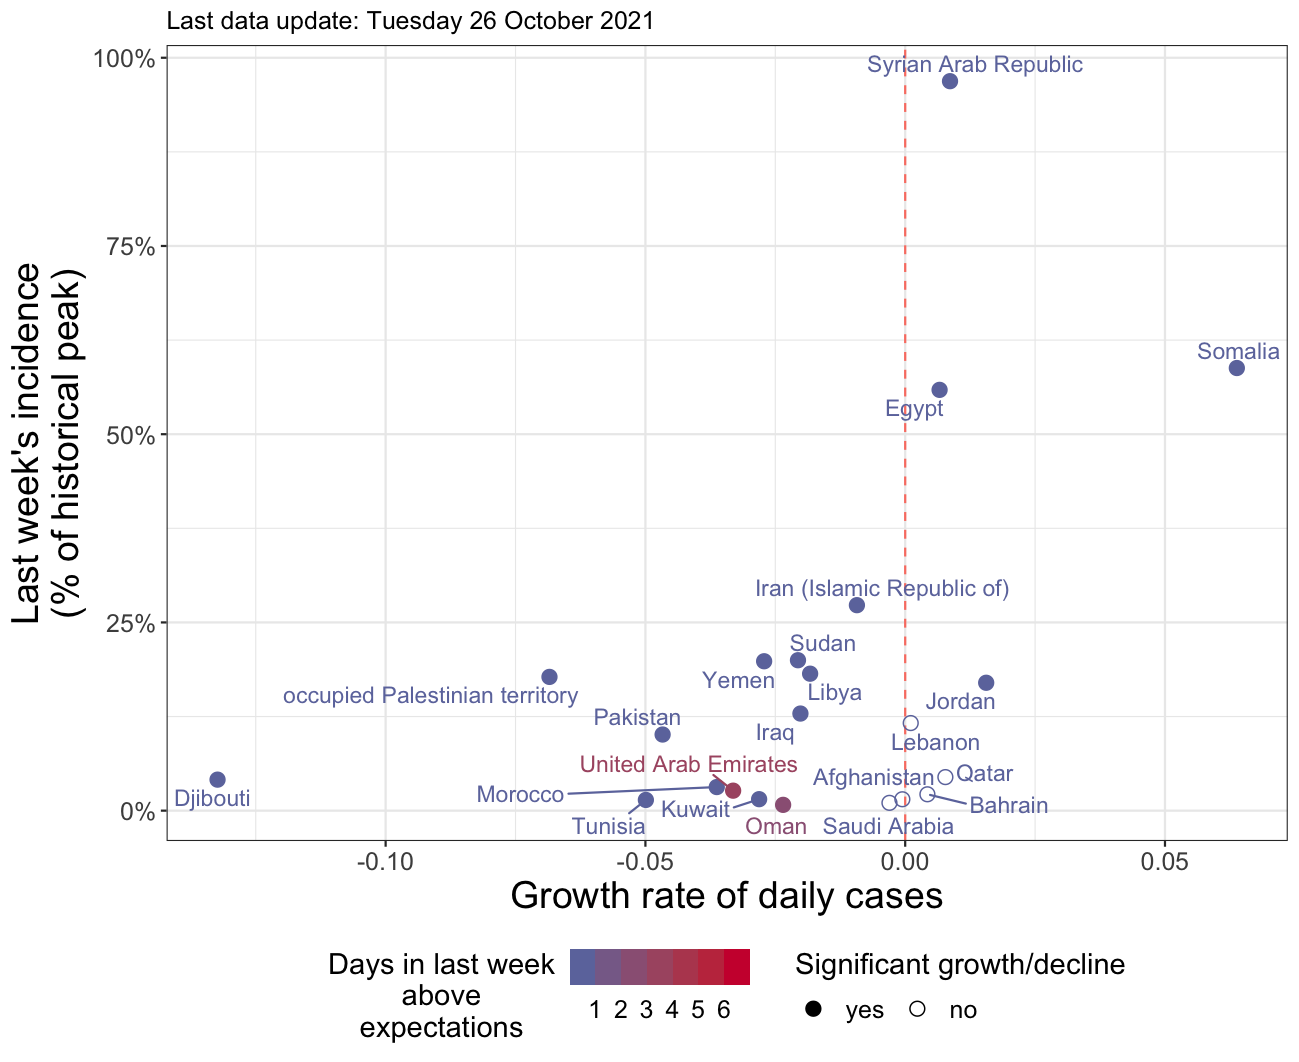 Last data update: Tuesday 26 October 2021
100%
75%
50%
25%
0%
Last week's incidence
(% of historical peak)
Syrian Arab Republic
Somalia
Egypt
Iran (Islamic Republic of)
Sudan
Yemen
Libya
occupied Palestinian territory
Jordan
Pakistan
Iraq
Lebanon
United Arab Emirates
Afghanistan
Qatar
Djibouti
Morocco
Kuwait
Bahrain
Tunisia
Oman
Saudi Arabia
-0.10
-0.05
0.00
0.05
Growth rate of daily cases
Days in last week
above
expectations
1 2 3 4 5 6
Significant growth/decline
yes
no